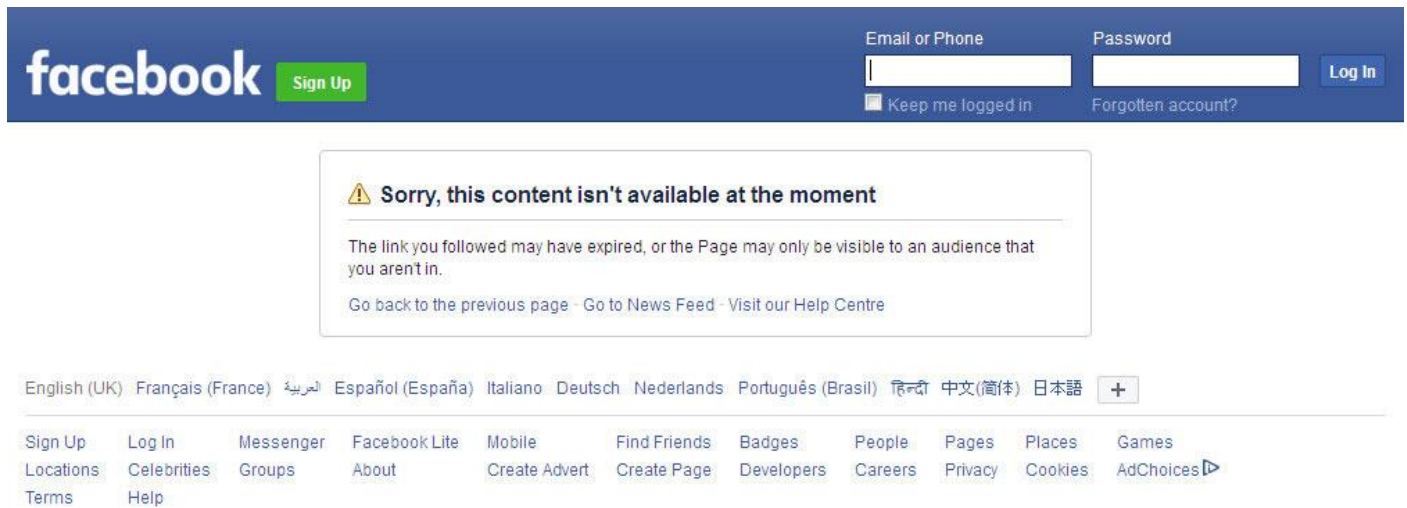 facebook Sign Up
Email or Phone Password
Log In
Keep me logged in Forgotten account?
Sorry, this content isn't available at the moment
The link you followed may have expired, or the Page may only be visible to an audience that
you aren't in.
Go back to the previous page · Go to News Feed · Visit our Help Centre
English (UK) Français (France) العربية Español (España) Italiano Deutsch Nederlands Português (Brasil) हिन्दी 中文(简体) 日本語 +
Sign Up Log In Messenger Facebook Lite Mobile Find Friends Badges People Pages Places Games
Locations Celebrities Groups About Create Advert Create Page Developers Careers Privacy Cookies AdChoices
Terms Help